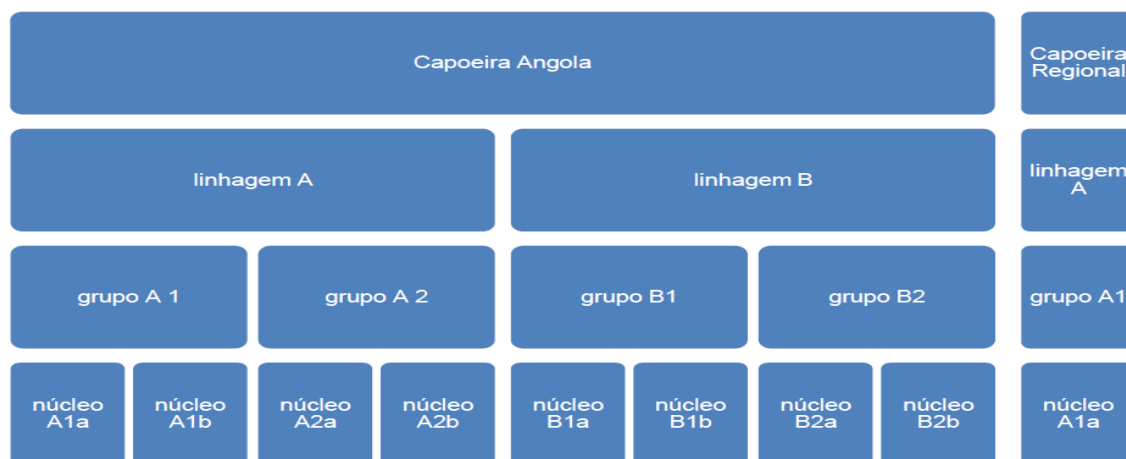 Capoeira Angola
Capoeira
Regional
linhagem A
linhagem B
linhagem
A
grupo A 1
grupo A 2
grupo B1
grupo B2
grupo A1
núcleo
A1a
núcleo
A1b
núcleo
A2a
núcleo
A2b
núcleo
B1a
núcleo
B1b
núcleo
B2a
núcleo
B2b
núcleo
A1a